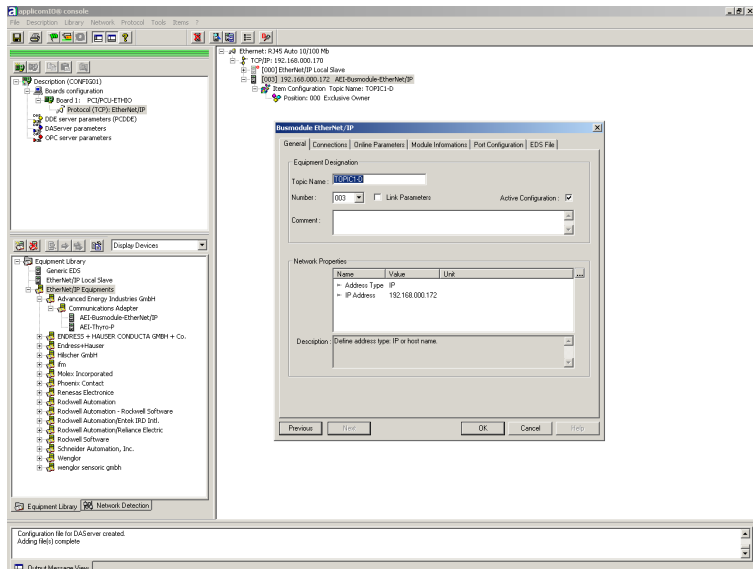 applicomIO® console
File Description Library Network Protocol Tools Items ?
Description (CONFIG01)
Boards configuration
Board 1: PCI/PCU-ETHIO
Protocol (TCP): EtherNet/IP
DDE server parameters (PCDDE)
DAServer parameters
OPC server parameters
Display Devices
Equipment Library
Generic EDS
EtherNet/IP Local Slave
EtherNet/IP Equipments
Advanced Energy Industries GmbH
Communications Adapter
AEI-Busmodule-EtherNet/IP
AEI-Thyro-P
ENDRESS + HAUSER CONDUCTA GMBH + Co.
Endress+Hauser
Hilscher GmbH
ifm
Molex Incorporated
Phoenix Contact
Renesas Electronics
Rockwell Automation
Rockwell Automation - Rockwell Software
Rockwell Automation/Entek IRD Intl.
Rockwell Automation/Reliance Electric
Rockwell Software
Schneider Automation, Inc.
Wenglor
wenglor sensoric gmbh
Equipment Library Network Detection
Ethernet: RJ45 Auto 10/100 Mb
TCP/IP: 192.168.000.170
[000] EtherNet/IP Local Slave
[003] 192.168.000.172 AEI-Busmodule-EtherNet/IP
Item Configuration Topic Name: TOPIC1-D
Position: 000 Exclusive Owner
Busmodule EtherNet/IP
General Connections Online Parameters Module Informations Port Configuration EDS File
Equipment Designation
Topic Name : TOPIC1-D
Number : 003 Link Parameters Active Configuration :
Comment :
Network Properties
Name Value Unit ...
Address Type IP
IP Address 192.168.000.172
Description : Define address type: IP or host name.
Previous Next OK Cancel Help
Configuration file for DAServer created.
Adding file(s) complete
Output Message View